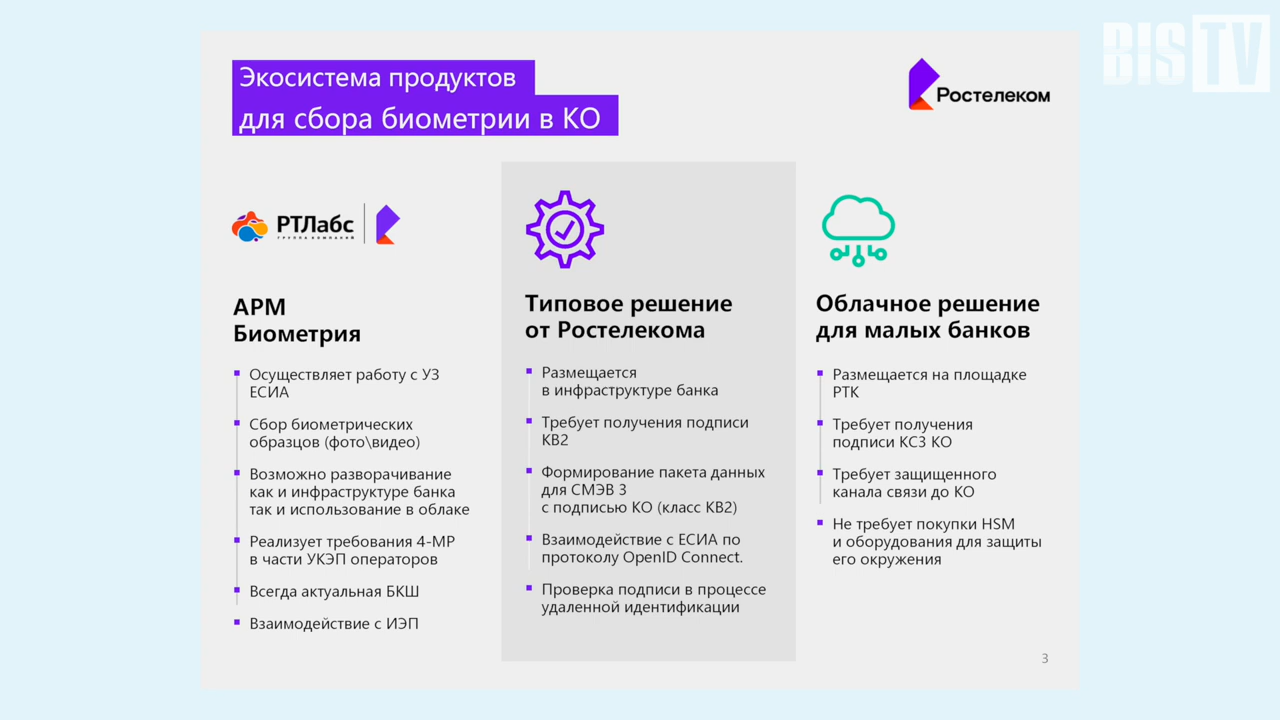 BIS TV
Экосистема продуктов
для сбора биометрии в КО
Ростелеком
РТЛабс
ГРУППА КОМПАНИЙ
АРМ
Биометрия
Осуществляет работу с УЗ
ЕСИА
Сбор биометрических
образцов (фото\видео)
Возможно разворачивание
как и инфраструктуре банка
так и использование в облаке
Реализует требования 4-МР
в части УКЭП операторов
Всегда актуальная БКШ
Взаимодействие с ИЭП
Типовое решение
от Ростелекома
Размещается
в инфраструктуре банка
Требует получения подписи
КВ2
Формирование пакета данных
для СМЭВ 3
с подписью КО (класс КВ2)
Взаимодействие с ЕСИА по
протоколу OpenID Connect.
Проверка подписи в процессе
удаленной идентификации
Облачное решение
для малых банков
Размещается на площадке
РТК
Требует получения
подписи КС3 КО
Требует защищенного
канала связи до КО
Не требует покупки HSM
и оборудования для защиты
его окружения
3